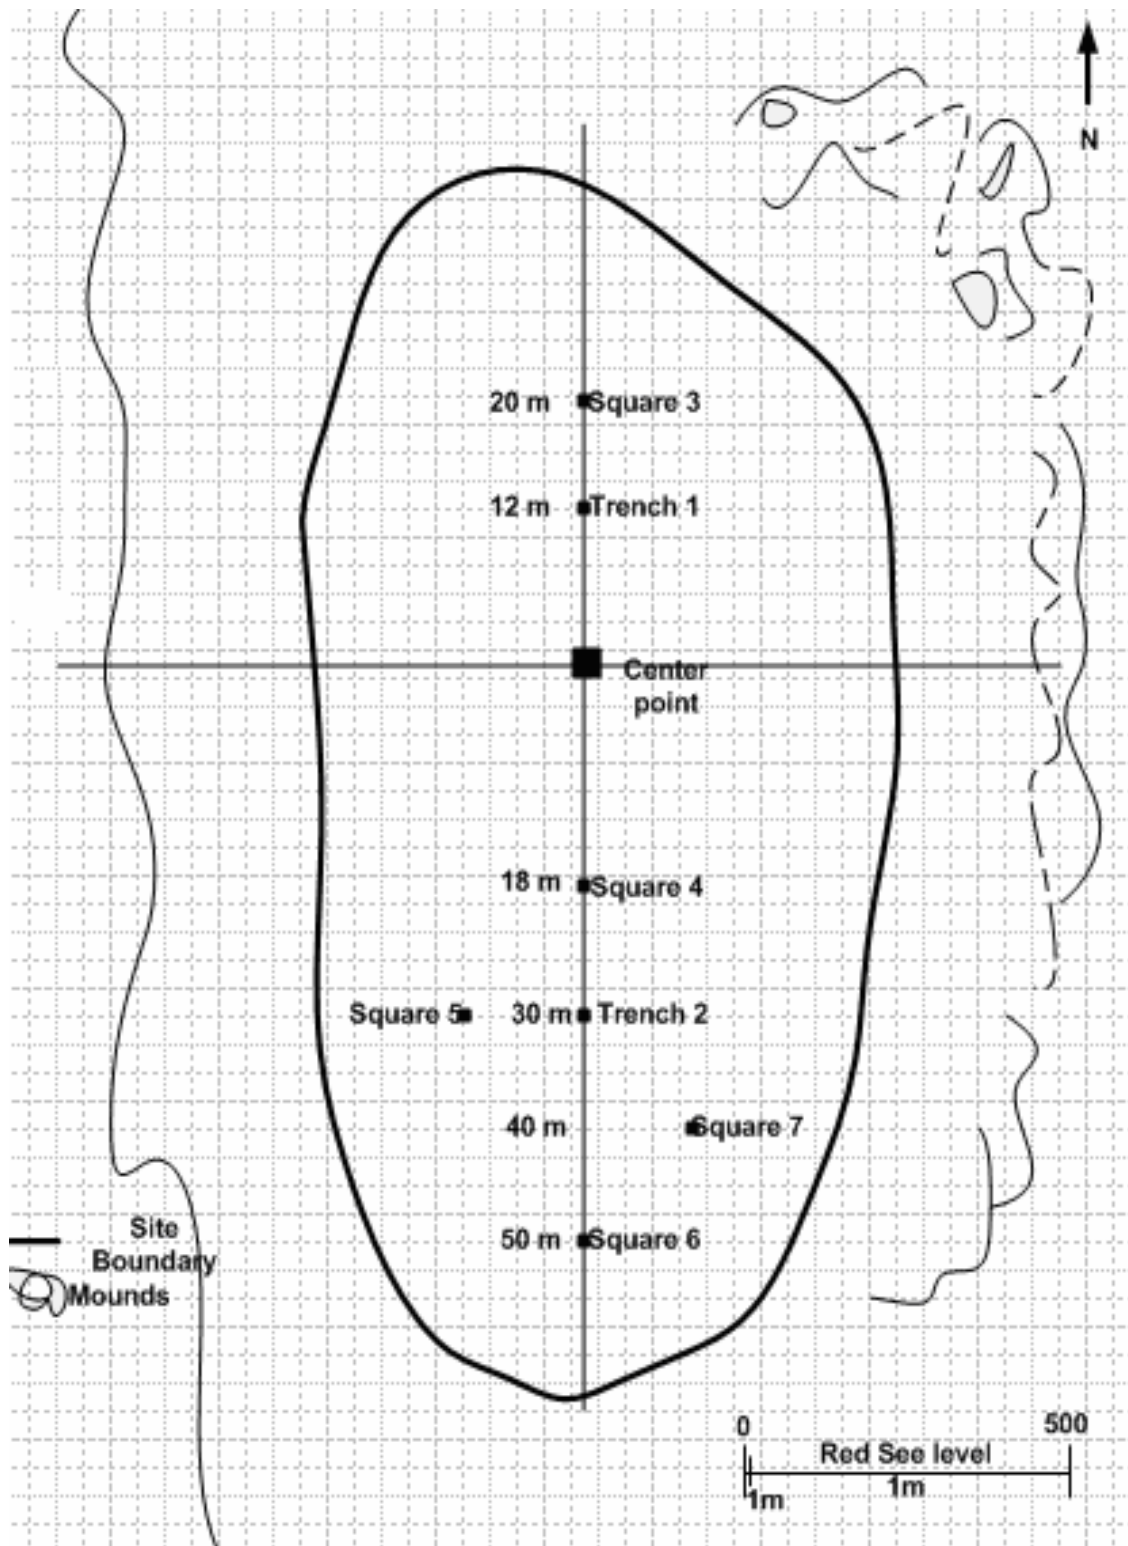 N
20 m Square 3
12 m Trench 1
Center
point
18 m Square 4
Square 5 30 m Trench 2
40 m Square 7
50 m Square 6
Site
Boundary
Mounds
0 500
Red See level
1m
1m